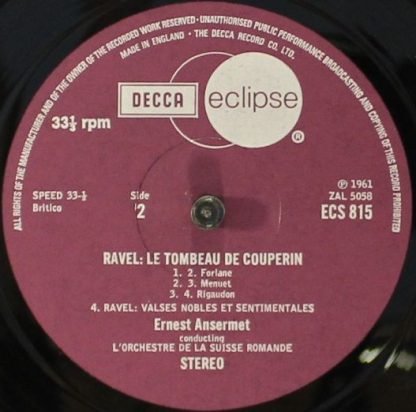 ALL RIGHTS OF THE MANUFACTURER AND OF THE OWNER OF THE RECORDED WORK RESERVED · UNAUTHORISED PUBLIC PERFORMANCE BROADCASTING AND COPYING OF THIS RECORD PROHIBITED
MADE IN ENGLAND · THE DECCA RECORD CO. LTD.
DECCA eclipse
®
33⅓ rpm
SPEED 33-⅓
Britico
Side
2
℗ 1961
ZAL 5058
ECS 815
RAVEL: LE TOMBEAU DE COUPERIN
1. 2. Forlane
2. 3. Menuet
3. 4. Rigaudon
4. RAVEL: VALSES NOBLES ET SENTIMENTALES
Ernest Ansermet
conducting
L'ORCHESTRE DE LA SUISSE ROMANDE
STEREO